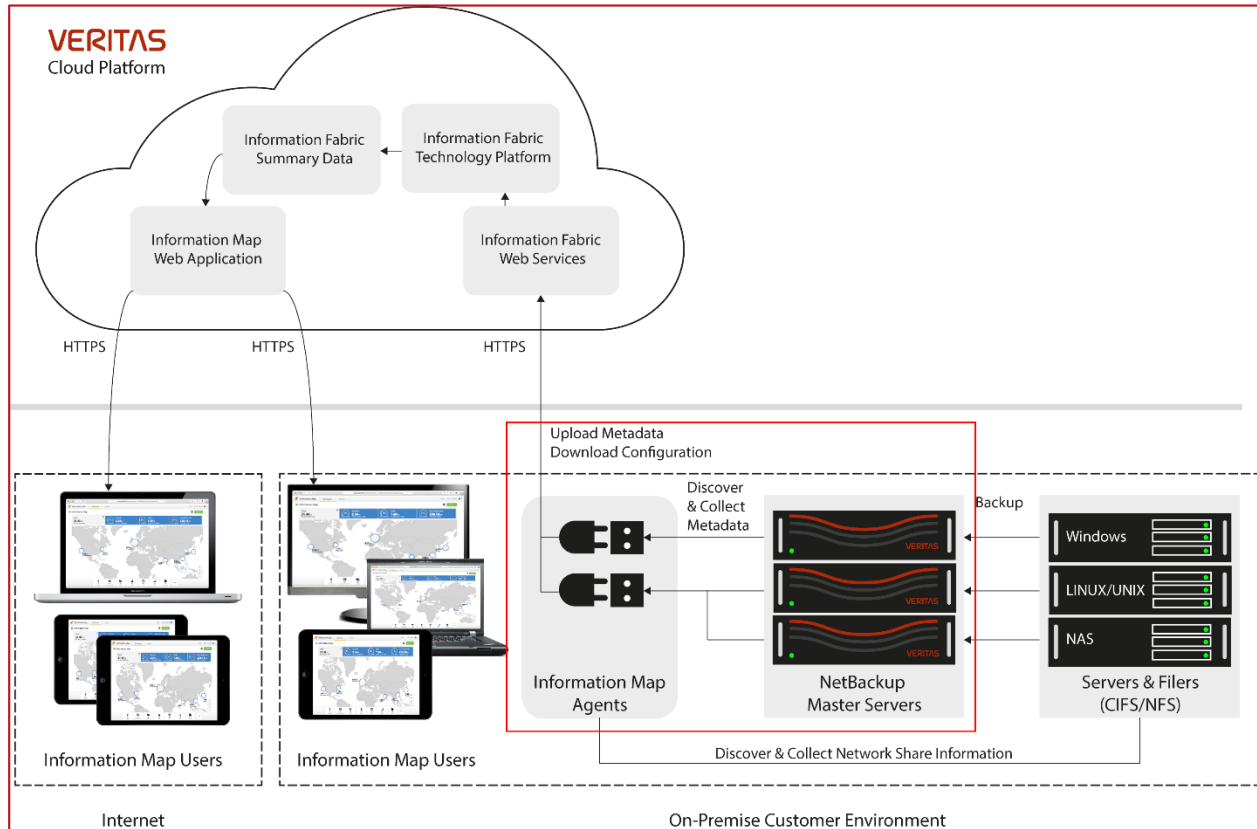 VERITAS
Cloud Platform
Information Fabric
Summary Data
Information Fabric
Technology Platform
Information Map
Web Application
Information Fabric
Web Services
HTTPS
HTTPS
HTTPS
Upload Metadata
Download Configuration
Discover
& Collect
Metadata
Backup
VERITAS
VERITAS
VERITAS
Windows
LINUX/UNIX
NAS
Information Map
Agents
NetBackup
Master Servers
Servers & Filers
(CIFS/NFS)
Discover & Collect Network Share Information
Information Map Users
Information Map Users
Internet
On-Premise Customer Environment